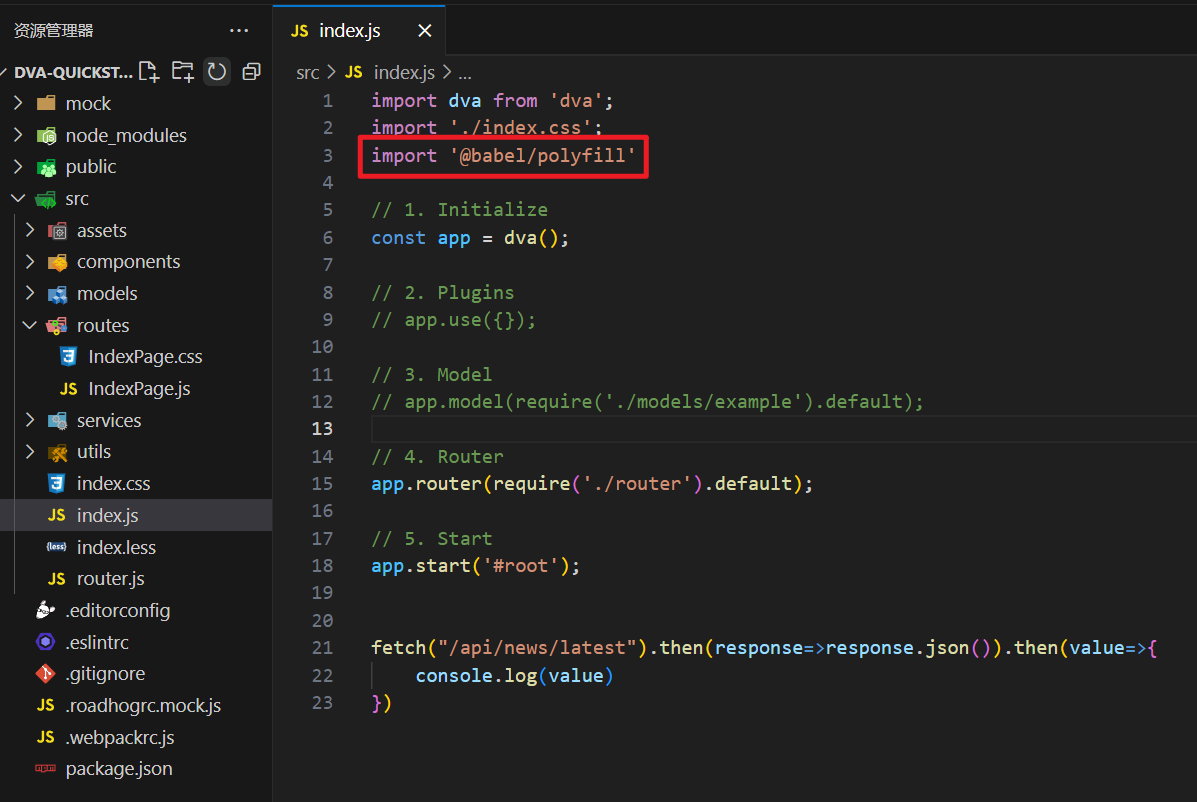 资源管理器
...
DVA-QUICKST...
mock
node_modules
public
src
assets
components
models
routes
IndexPage.css
JS IndexPage.js
services
utils
index.css
JS index.js
{less} index.less
JS router.js
.editorconfig
.eslintrc
.gitignore
JS .roadhogrc.mock.js
JS .webpackrc.js
npm package.json
JS index.js
src > JS index.js > ...
1 import dva from 'dva';
2 import './index.css';
3 import '@babel/polyfill'
4
5 // 1. Initialize
6 const app = dva();
7
8 // 2. Plugins
9 // app.use({});
10
11 // 3. Model
12 // app.model(require('./models/example').default);
13
14 // 4. Router
15 app.router(require('./router').default);
16
17 // 5. Start
18 app.start('#root');
19
20
21 fetch("/api/news/latest").then(response=>response.json()).then(value=>{
22 console.log(value)
23 })